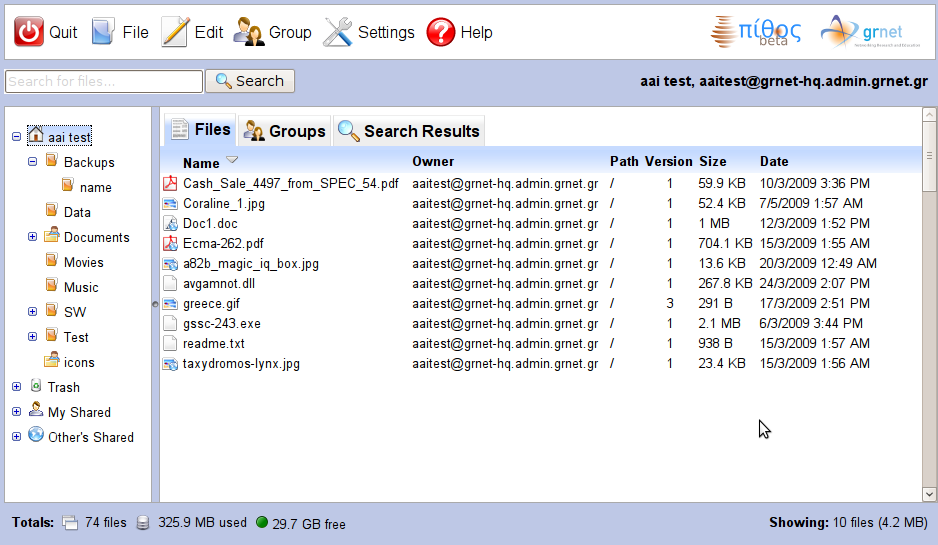 Quit File Edit Group Settings Help πίθος beta grnet
Search for files... Search aai test, aaitest@grnet-hq.admin.grnet.gr
aai test
Backups
name
Data
Documents
Movies
Music
SW
Test
icons
Trash
My Shared
Other's Shared
Files Groups Search Results
Name Owner Path Version Size Date
Cash_Sale_4497_from_SPEC_54.pdf aaitest@grnet-hq.admin.grnet.gr / 1 59.9 KB 10/3/2009 3:36 PM
Coraline_1.jpg aaitest@grnet-hq.admin.grnet.gr / 1 52.4 KB 7/5/2009 1:57 AM
Doc1.doc aaitest@grnet-hq.admin.grnet.gr / 1 1 MB 12/3/2009 1:52 PM
Ecma-262.pdf aaitest@grnet-hq.admin.grnet.gr / 1 704.1 KB 15/3/2009 1:55 AM
a82b_magic_iq_box.jpg aaitest@grnet-hq.admin.grnet.gr / 1 13.6 KB 20/3/2009 12:49 AM
avgamnot.dll aaitest@grnet-hq.admin.grnet.gr / 1 267.8 KB 24/3/2009 2:07 PM
greece.gif aaitest@grnet-hq.admin.grnet.gr / 3 291 B 17/3/2009 2:51 PM
gssc-243.exe aaitest@grnet-hq.admin.grnet.gr / 1 2.1 MB 6/3/2009 3:44 PM
readme.txt aaitest@grnet-hq.admin.grnet.gr / 1 938 B 15/3/2009 1:57 AM
taxydromos-lynx.jpg aaitest@grnet-hq.admin.grnet.gr / 1 23.4 KB 15/3/2009 1:56 AM
Totals: 74 files 325.9 MB used 29.7 GB free Showing: 10 files (4.2 MB)